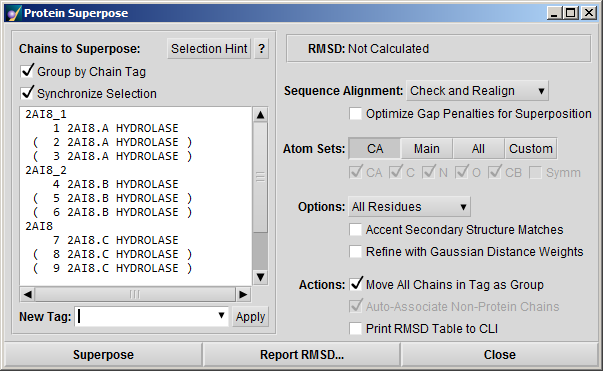 Protein Superpose
Chains to Superpose:
Selection Hint
?
Group by Chain Tag
Synchronize Selection
2AI8_1
1 2AI8.A HYDROLASE
( 2 2AI8.A HYDROLASE )
( 3 2AI8.A HYDROLASE )
2AI8_2
4 2AI8.B HYDROLASE
( 5 2AI8.B HYDROLASE )
( 6 2AI8.B HYDROLASE )
2AI8
7 2AI8.C HYDROLASE
( 8 2AI8.C HYDROLASE )
( 9 2AI8.C HYDROLASE )
New Tag:
Apply
RMSD: Not Calculated
Sequence Alignment: Check and Realign
Optimize Gap Penalties for Superposition
Atom Sets: CA Main All Custom
CA C N O CB Symm
Options: All Residues
Accent Secondary Structure Matches
Refine with Gaussian Distance Weights
Actions: Move All Chains in Tag as Group
Auto-Associate Non-Protein Chains
Print RMSD Table to CLI
Superpose
Report RMSD...
Close